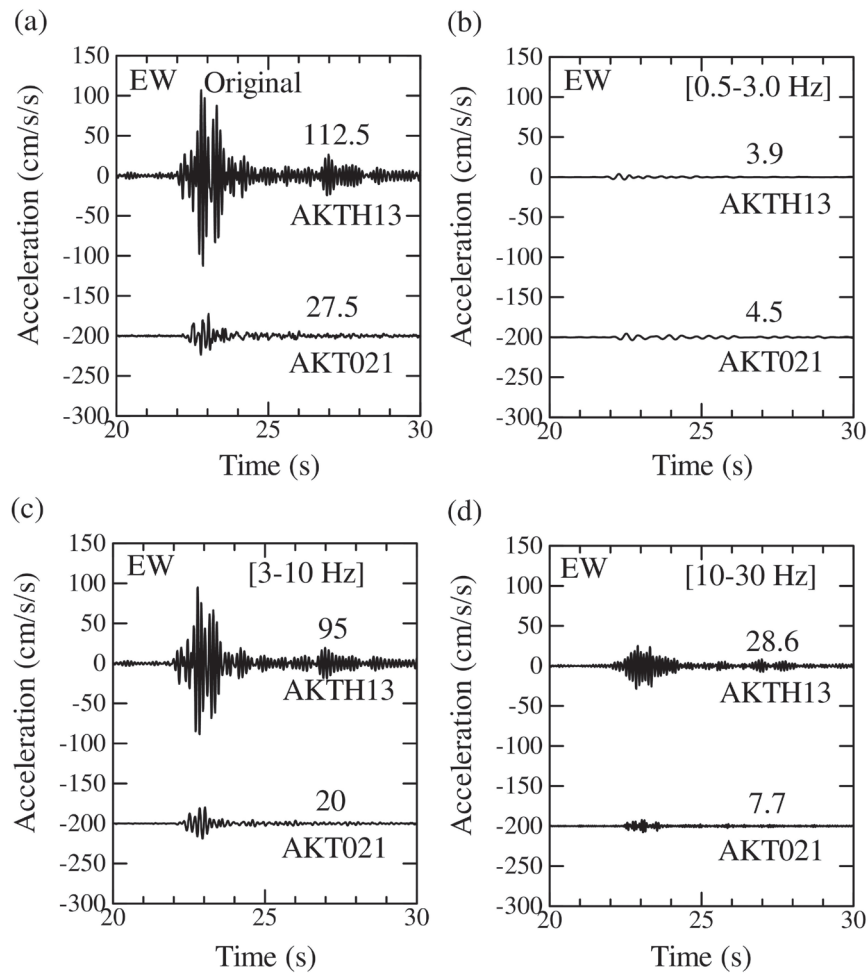 (a)
EW Original
112.5
AKTH13
27.5
AKT021
150
100
50
0
-50
-100
-150
-200
-250
-300
Acceleration (cm/s/s)
20 25 30
Time (s)
(b)
[0.5-3.0 Hz]
3.9
AKTH13
4.5
AKT021
150
100
50
0
-50
-100
-150
-200
-250
-300
Acceleration (cm/s/s)
20 25 30
Time (s)
(c)
EW [3-10 Hz]
95
AKTH13
20
AKT021
150
100
50
0
-50
-100
-150
-200
-250
-300
Acceleration (cm/s/s)
20 25 30
Time (s)
(d)
EW [10-30 Hz]
28.6
AKTH13
7.7
AKT021
150
100
50
0
-50
-100
-150
-200
-250
-300
Acceleration (cm/s/s)
20 25 30
Time (s)